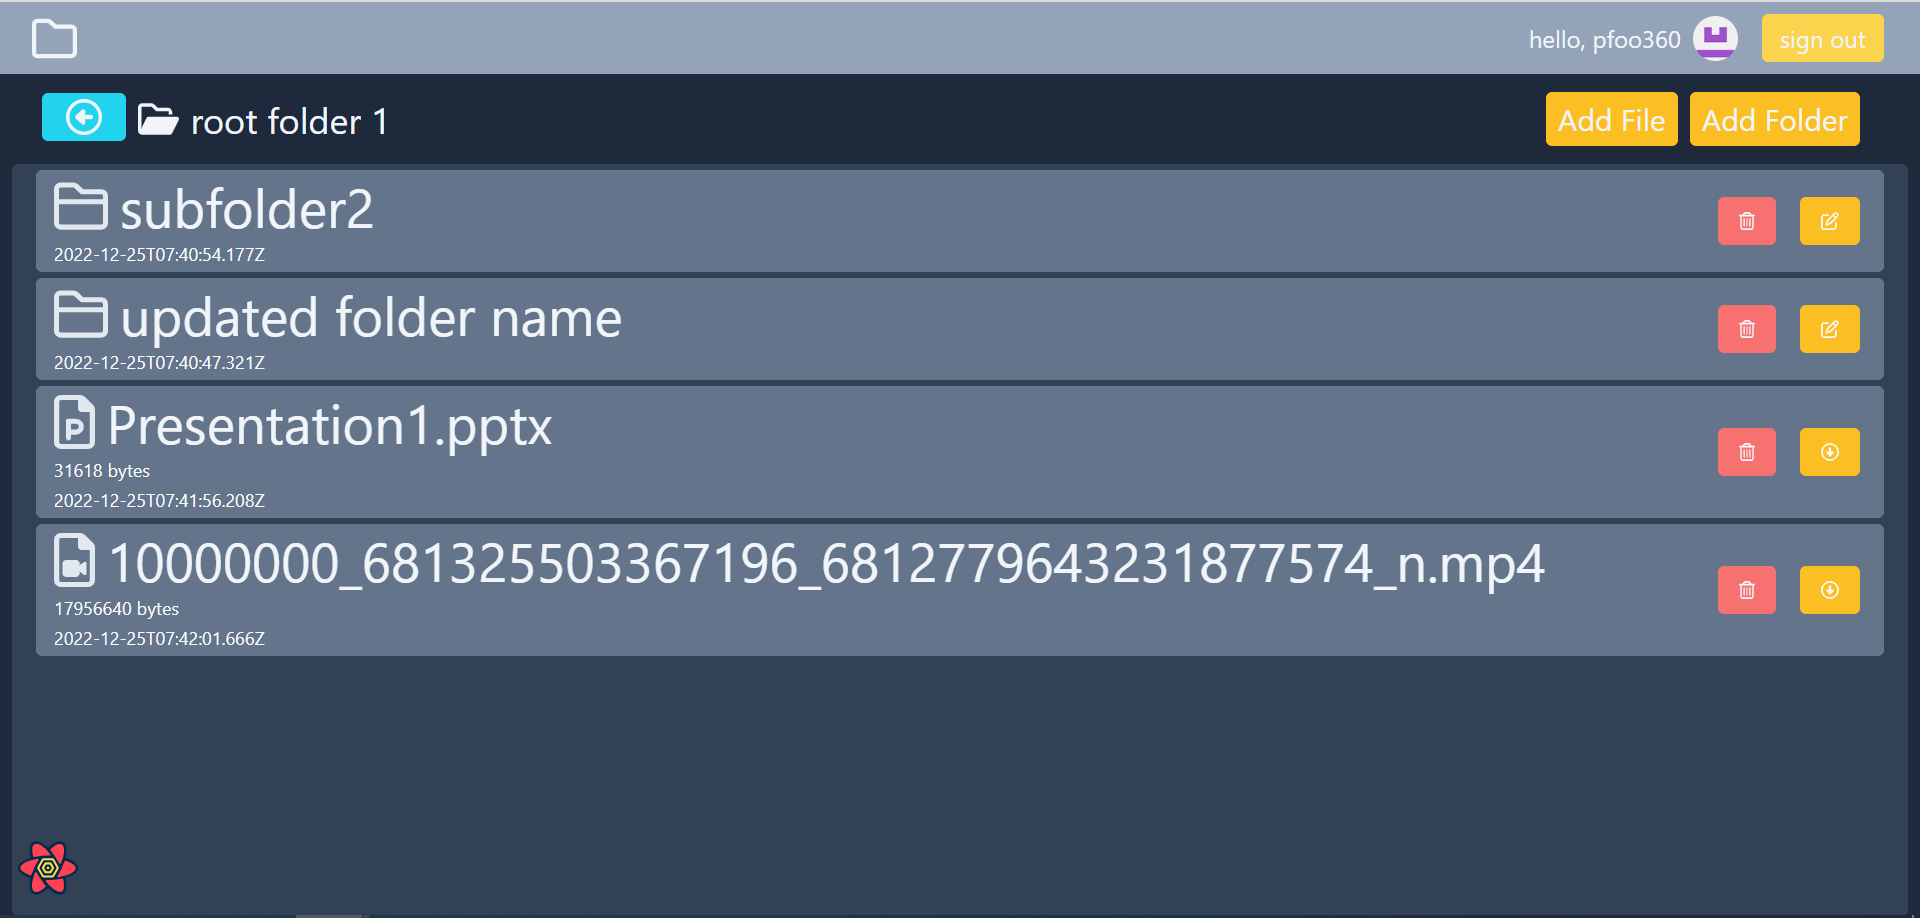 hello, pfoo360 sign out
root folder 1 Add File Add Folder
subfolder2
2022-12-25T07:40:54.177Z
updated folder name
2022-12-25T07:40:47.321Z
Presentation1.pptx
31618 bytes
2022-12-25T07:41:56.208Z
10000000_681325503367196_6812779643231877574_n.mp4
17956640 bytes
2022-12-25T07:42:01.666Z